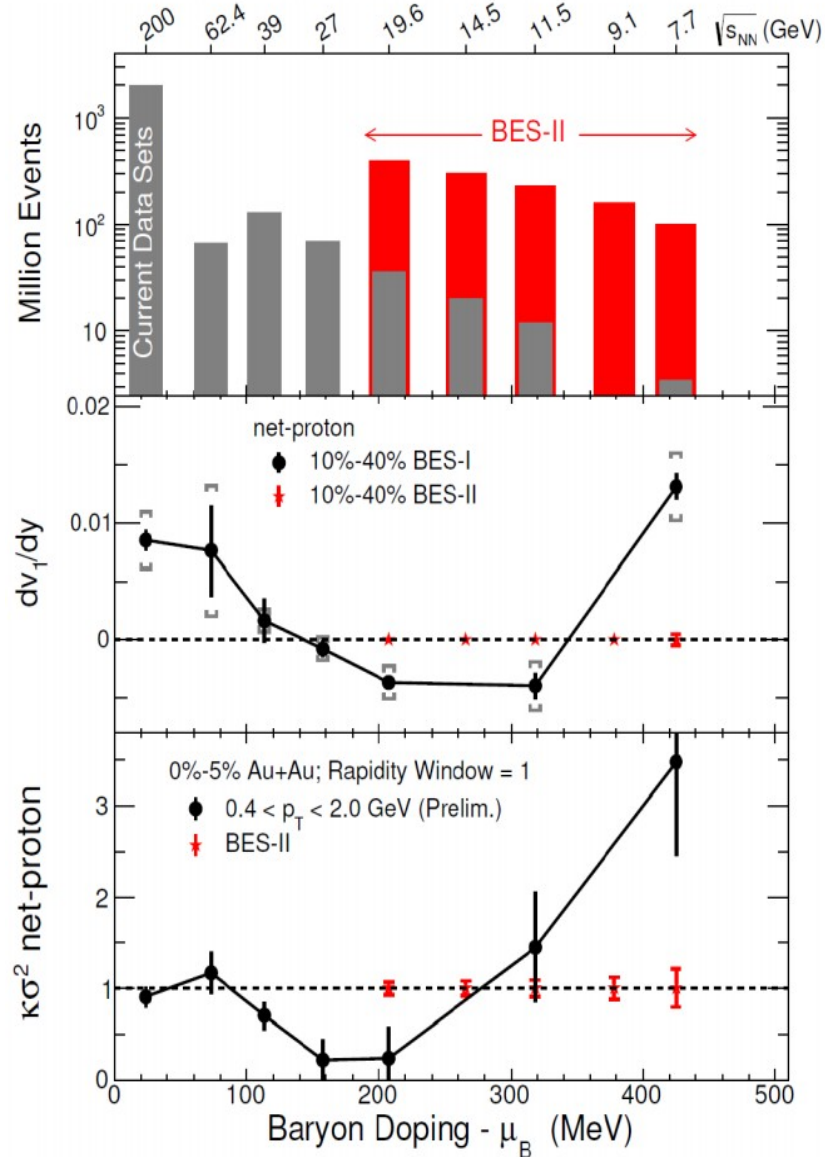 200 62.4 39 27 19.6 14.5 11.5 9.1 7.7 √sNN (GeV)
Million Events
10³
10²
10
Current Data Sets
BES-II
dv₁/dy
0.02
0.01
0
net-proton
10%-40% BES-I
10%-40% BES-II
κσ² net-proton
3
2
1
0
0%-5% Au+Au; Rapidity Window = 1
0.4 < pT < 2.0 GeV (Prelim.)
BES-II
0 100 200 300 400 500
Baryon Doping - μB (MeV)